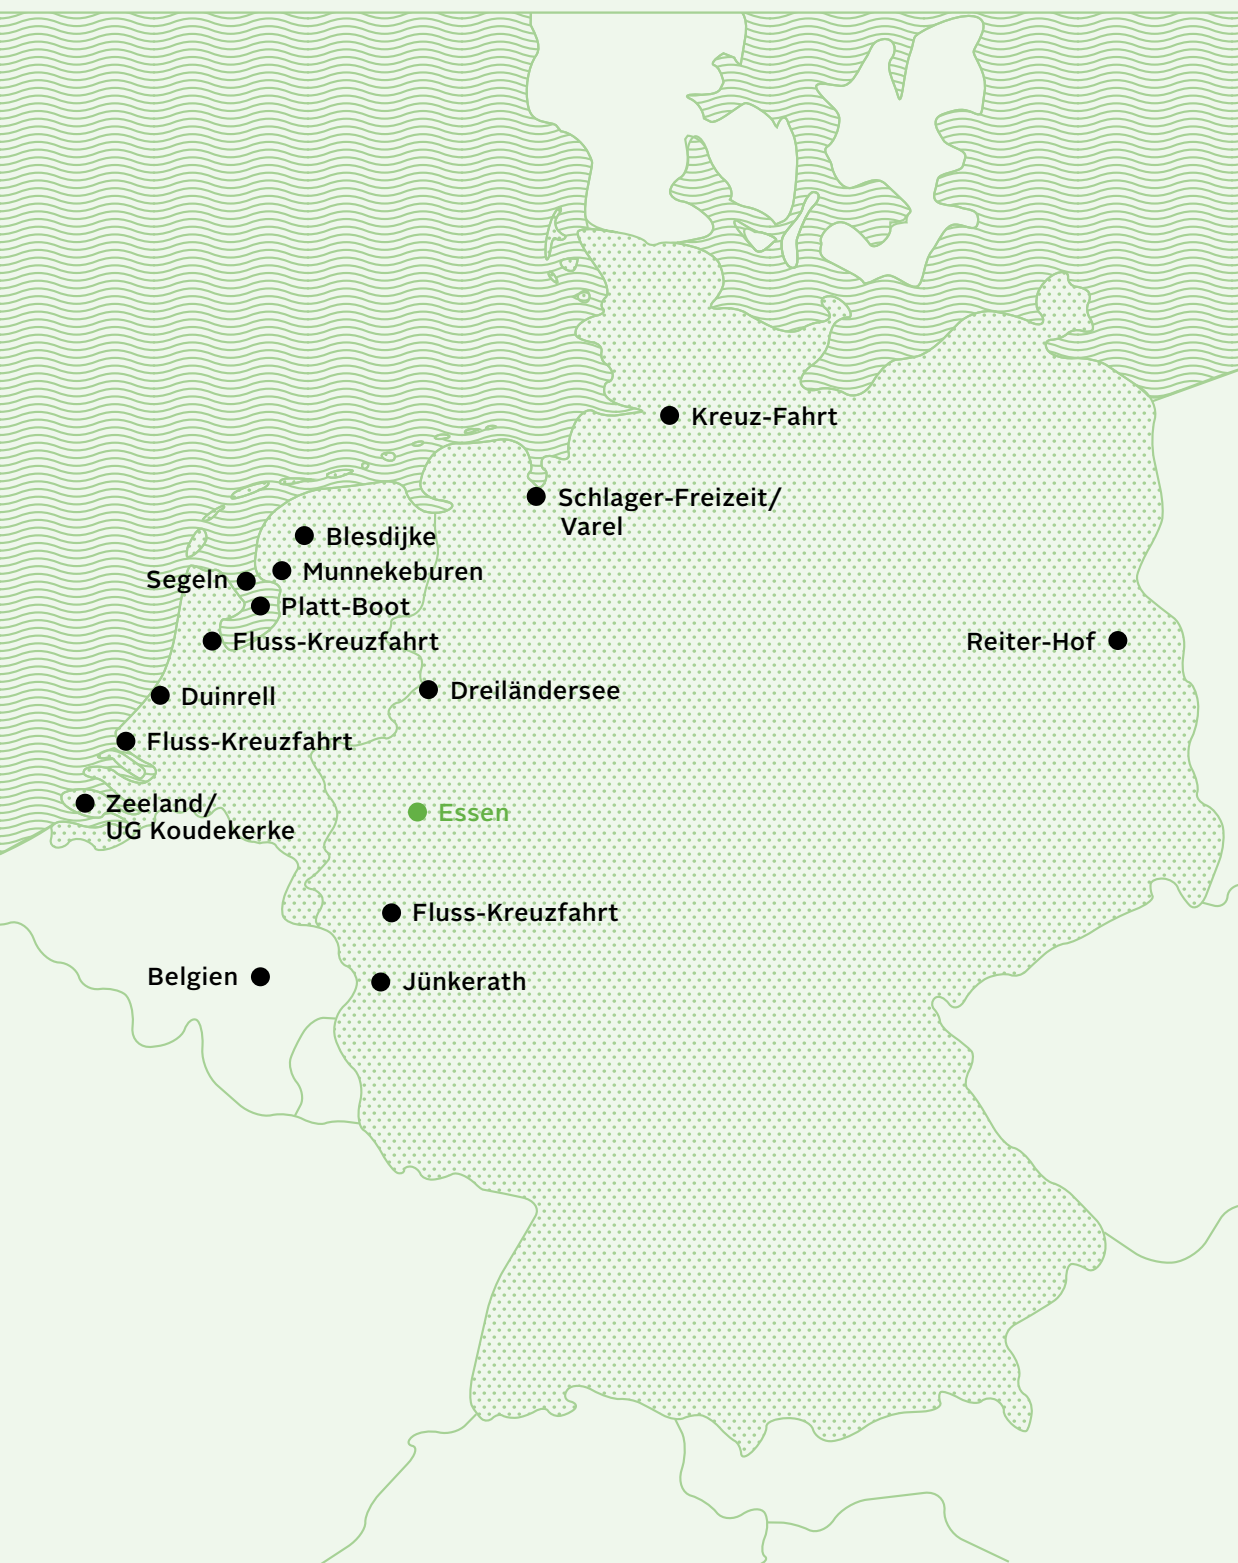 Kreuz-Fahrt
Schlager-Freizeit/
Varel
Blesdijke
Munnekeburen
Segeln
Platt-Boot
Fluss-Kreuzfahrt
Reiter-Hof
Dreiländersee
Duinrell
Fluss-Kreuzfahrt
Zeeland/
UG Koudekerke
Essen
Fluss-Kreuzfahrt
Belgien
Jünkerath